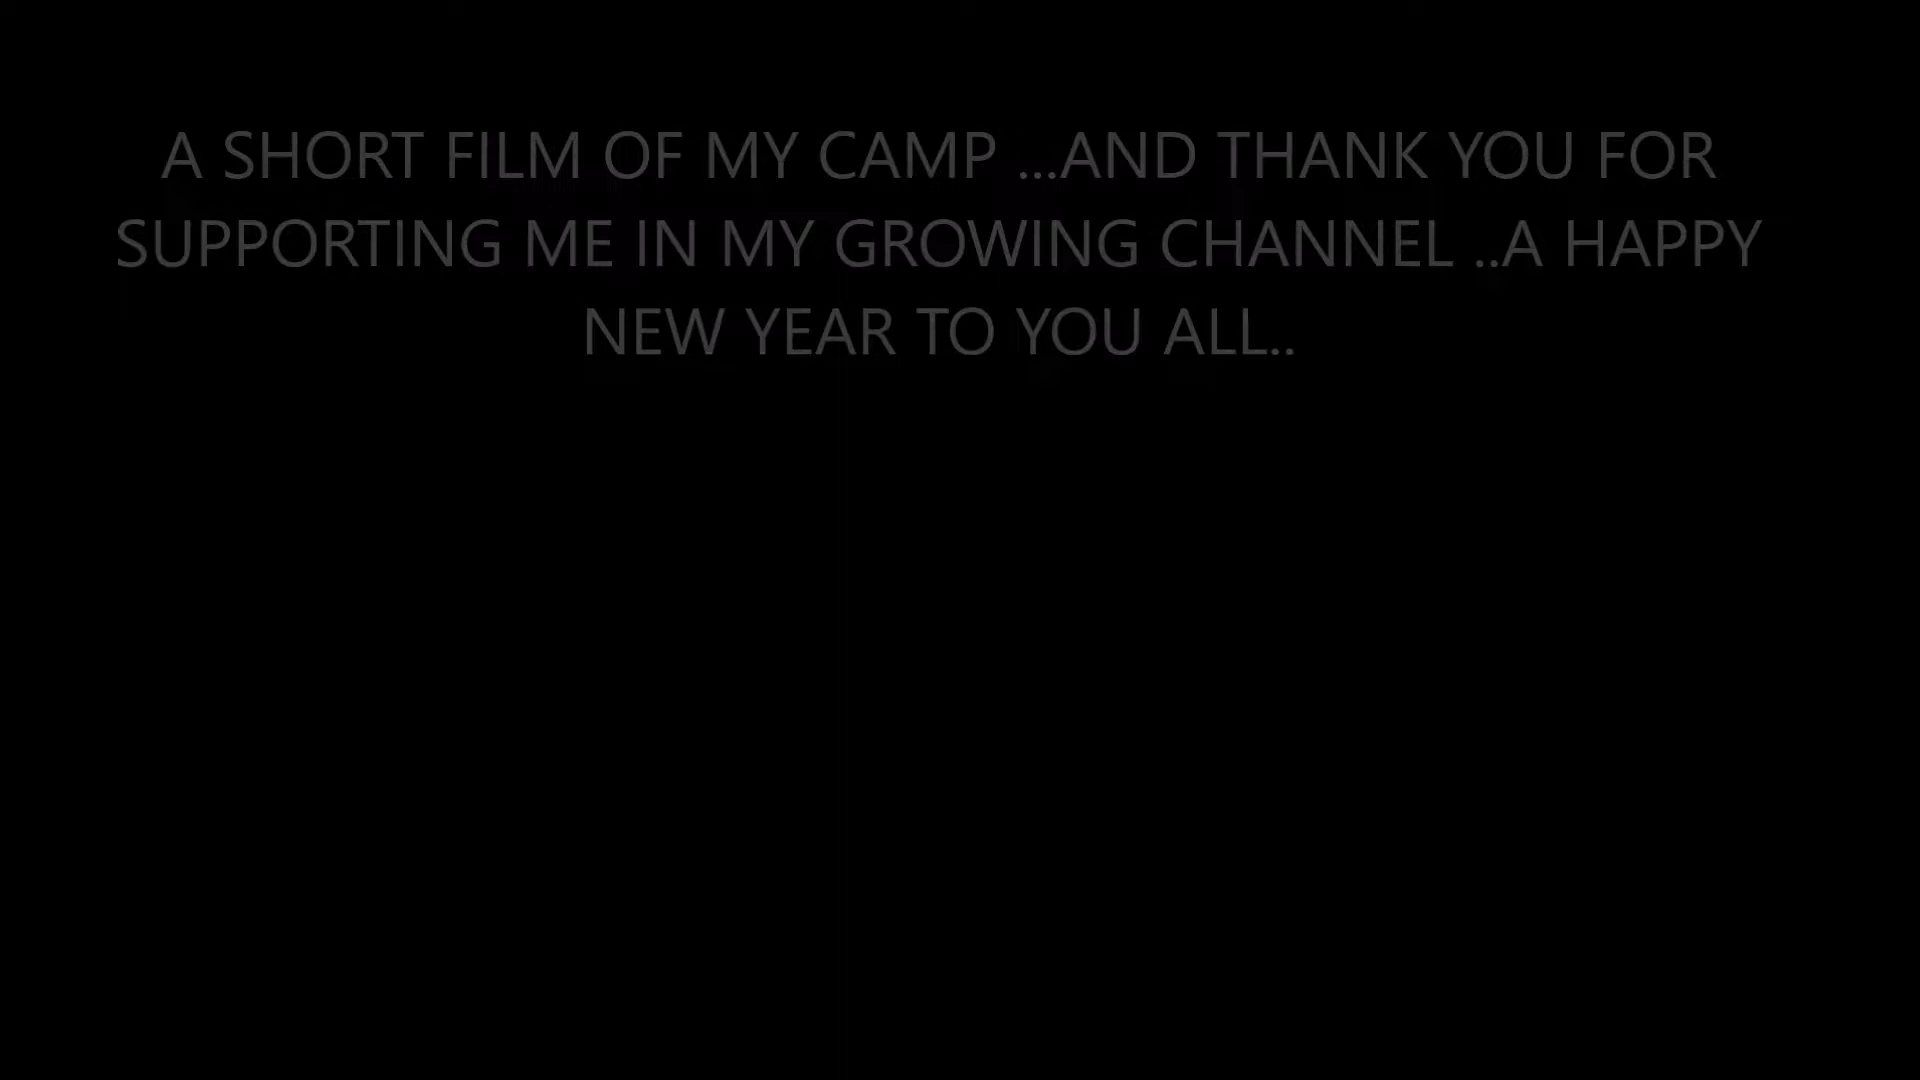 A SHORT FILM OF MY CAMP ...AND THANK YOU FOR
SUPPORTING ME IN MY GROWING CHANNEL ..A HAPPY
NEW YEAR TO YOU ALL..